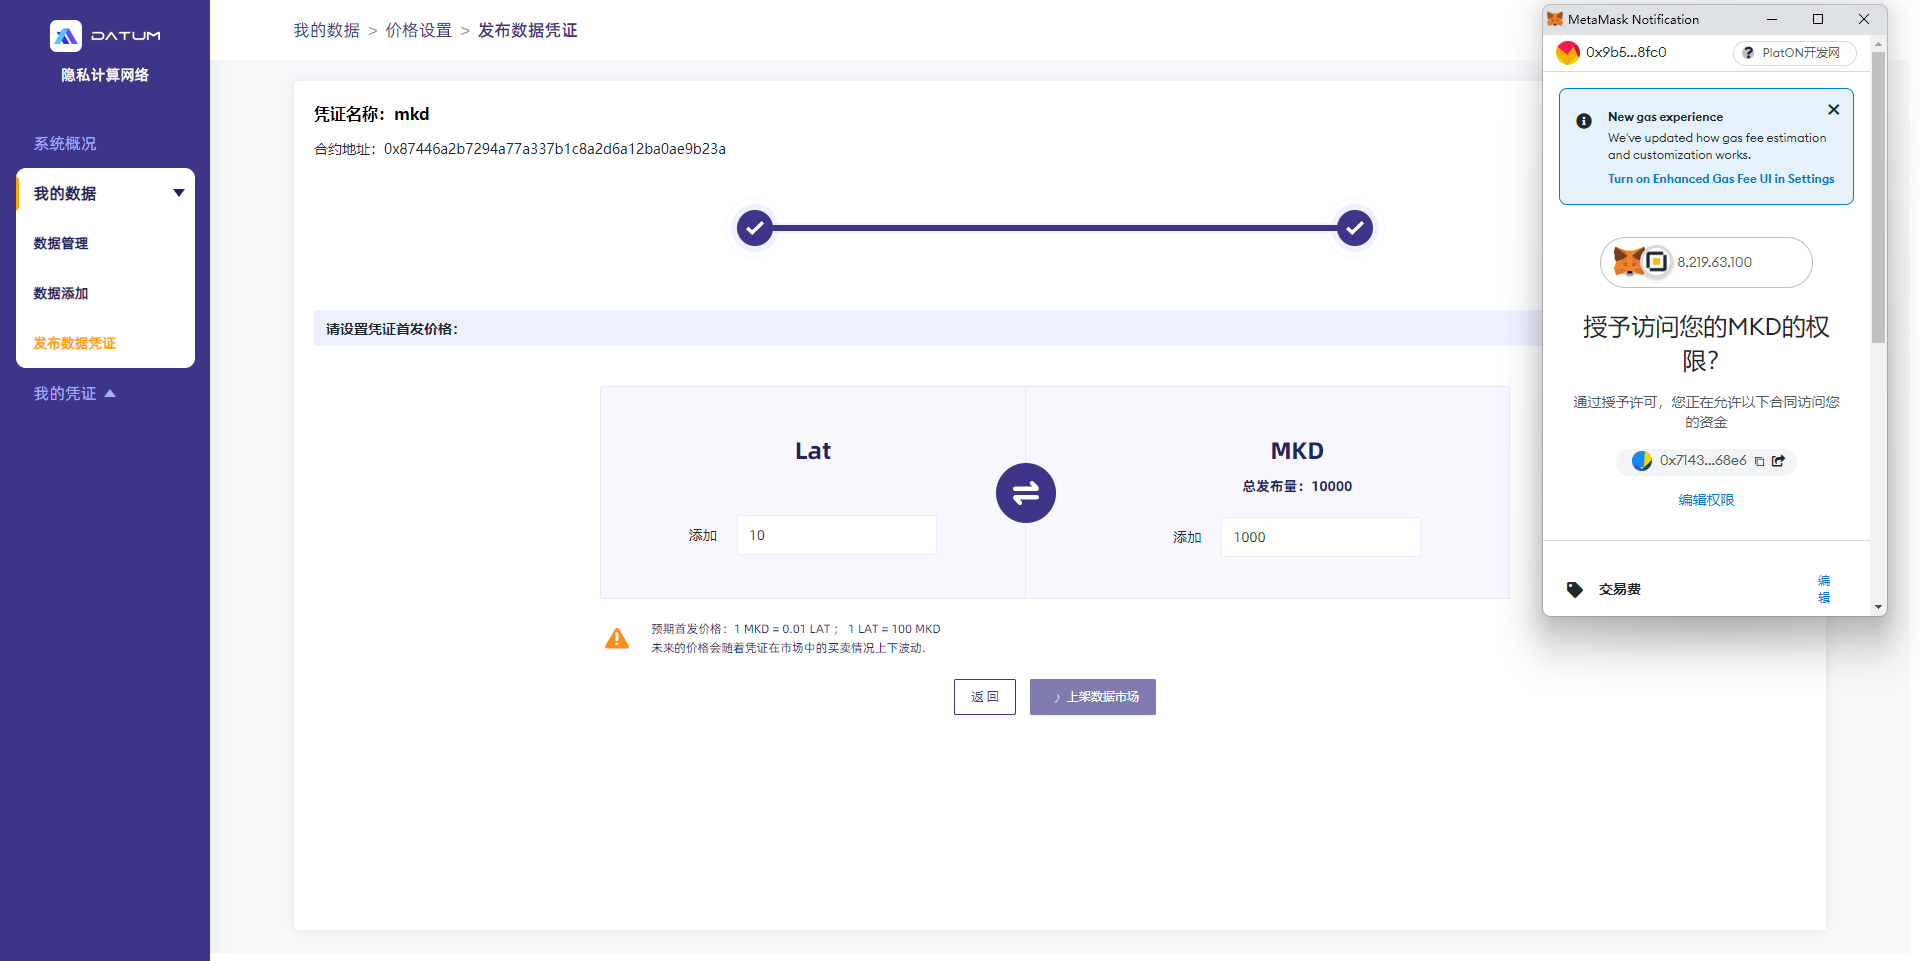 DATUM
隐私计算网络
系统概况
我的数据
数据管理
数据添加
发布数据凭证
我的凭证
我的数据 > 价格设置 > 发布数据凭证
凭证名称：mkd
合约地址：0x87446a2b7294a77a337b1c8a2d6a12ba0ae9b23a
请设置凭证首发价格：
Lat
添加 10
MKD
总发布量：10000
添加 1000
预期首发价格：1 MKD = 0.01 LAT ； 1 LAT = 100 MKD
未来的价格会随着凭证在市场中的买卖情况上下波动.
返 回
上架数据市场
MetaMask Notification
0x9b5...8fc0
? PlatON开发网
New gas experience
We've updated how gas fee estimation
and customization works.
Turn on Enhanced Gas Fee UI in Settings
8.219.63.100
授予访问您的MKD的权
限？
通过授予许可，您正在允许以下合同访问您
的资金
0x7143...68e6
编辑权限
交易费
编
辑